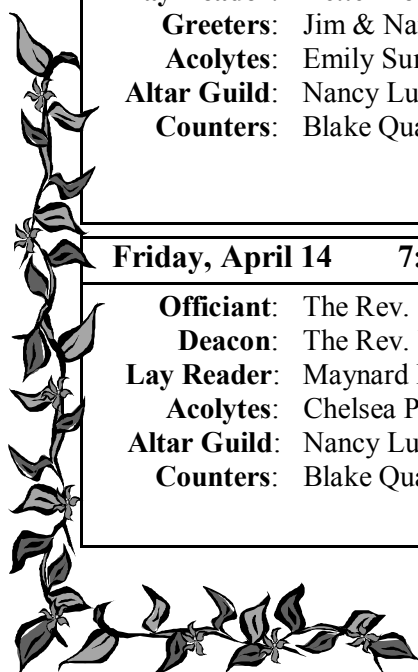 Greeters: Jim & Na
Acolytes: Emily Sur
Altar Guild: Nancy Lu
Counters: Blake Qua
Friday, April 14 7:
Officiant: The Rev.
Deacon: The Rev.
Lay Reader: Maynard
Acolytes: Chelsea P
Altar Guild: Nancy Lu
Counters: Blake Qua